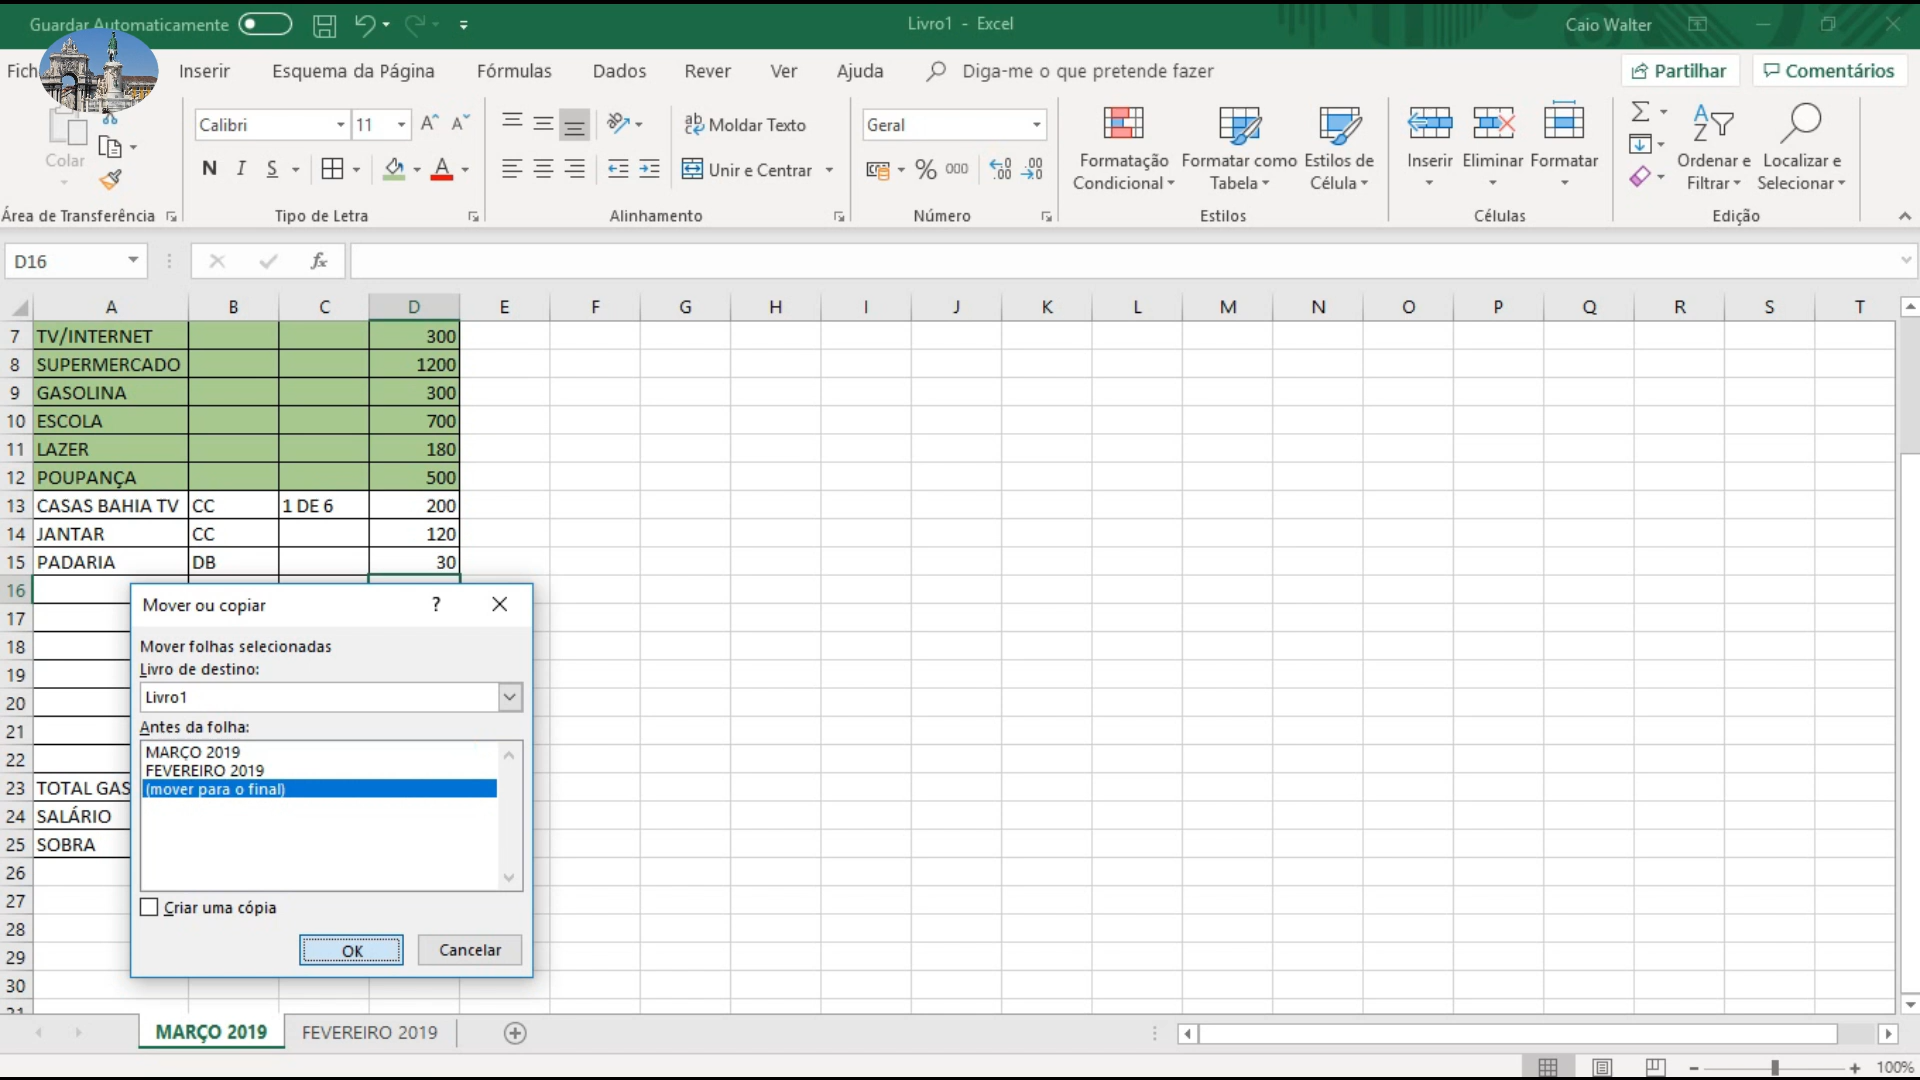 Guardar Automaticamente
Livro1 - Excel
Caio Walter
Fich
Inserir
Esquema da Página
Fórmulas
Dados
Rever
Ver
Ajuda
Diga-me o que pretende fazer
Partilhar
Comentários
Colar
Calibri
11
Moldar Texto
Geral
N I S
Unir e Centrar
% 000
Formatação Condicional
Formatar como Tabela
Estilos de Célula
Inserir
Eliminar
Formatar
Ordenar e Filtrar
Localizar e Selecionar
Área de Transferência
Tipo de Letra
Alinhamento
Número
Estilos
Células
Edição
D16
fx
A B C D E F G H I J K L M N O P Q R S T
7 TV/INTERNET 300
8 SUPERMERCADO 1200
9 GASOLINA 300
10 ESCOLA 700
11 LAZER 180
12 POUPANÇA 500
13 CASAS BAHIA TV CC 1 DE 6 200
14 JANTAR CC 120
15 PADARIA DB 30
16
17
18
19
20
21
22
23 TOTAL GAS
24 SALÁRIO
25 SOBRA
26
27
28
29
30
31
Mover ou copiar ?
Mover folhas selecionadas
Livro de destino:
Livro1
Antes da folha:
MARÇO 2019
FEVEREIRO 2019
(mover para o final)
Criar uma cópia
OK
Cancelar
MARÇO 2019
FEVEREIRO 2019
100%